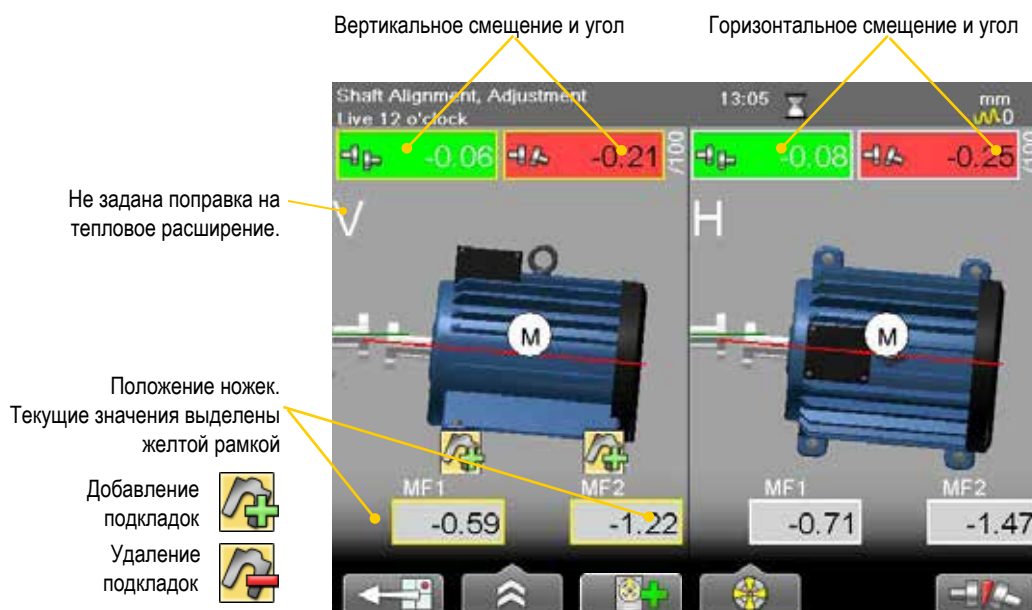 Вертикальное смещение и угол
Горизонтальное смещение и угол
Shaft Alignment, Adjustment
13:05
mm
Live 12 o'clock
0
-0.06
-0.21
/100
-0.08
-0.25
/100
Не задана поправка на
тепловое расширение.
V
H
M
M
Положение ножек.
Текущие значения выделены
желтой рамкой
MF1
MF2
MF1
MF2
-0.59
-1.22
-0.71
-1.47
Добавление
подкладок
Удаление
подкладок